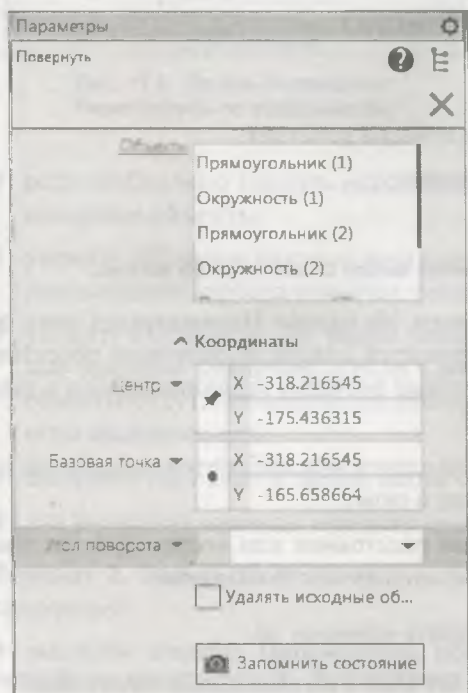 Параметры
Повернуть
Объекты
Прямоугольник (1)
Окружность (1)
Прямоугольник (2)
Окружность (2)
Координаты
Центр
X -318.216545
Y -175.436315
Базовая точка
X -318.216545
Y -165.658664
Угол поворота
Удалять исходные об...
Запомнить состояние